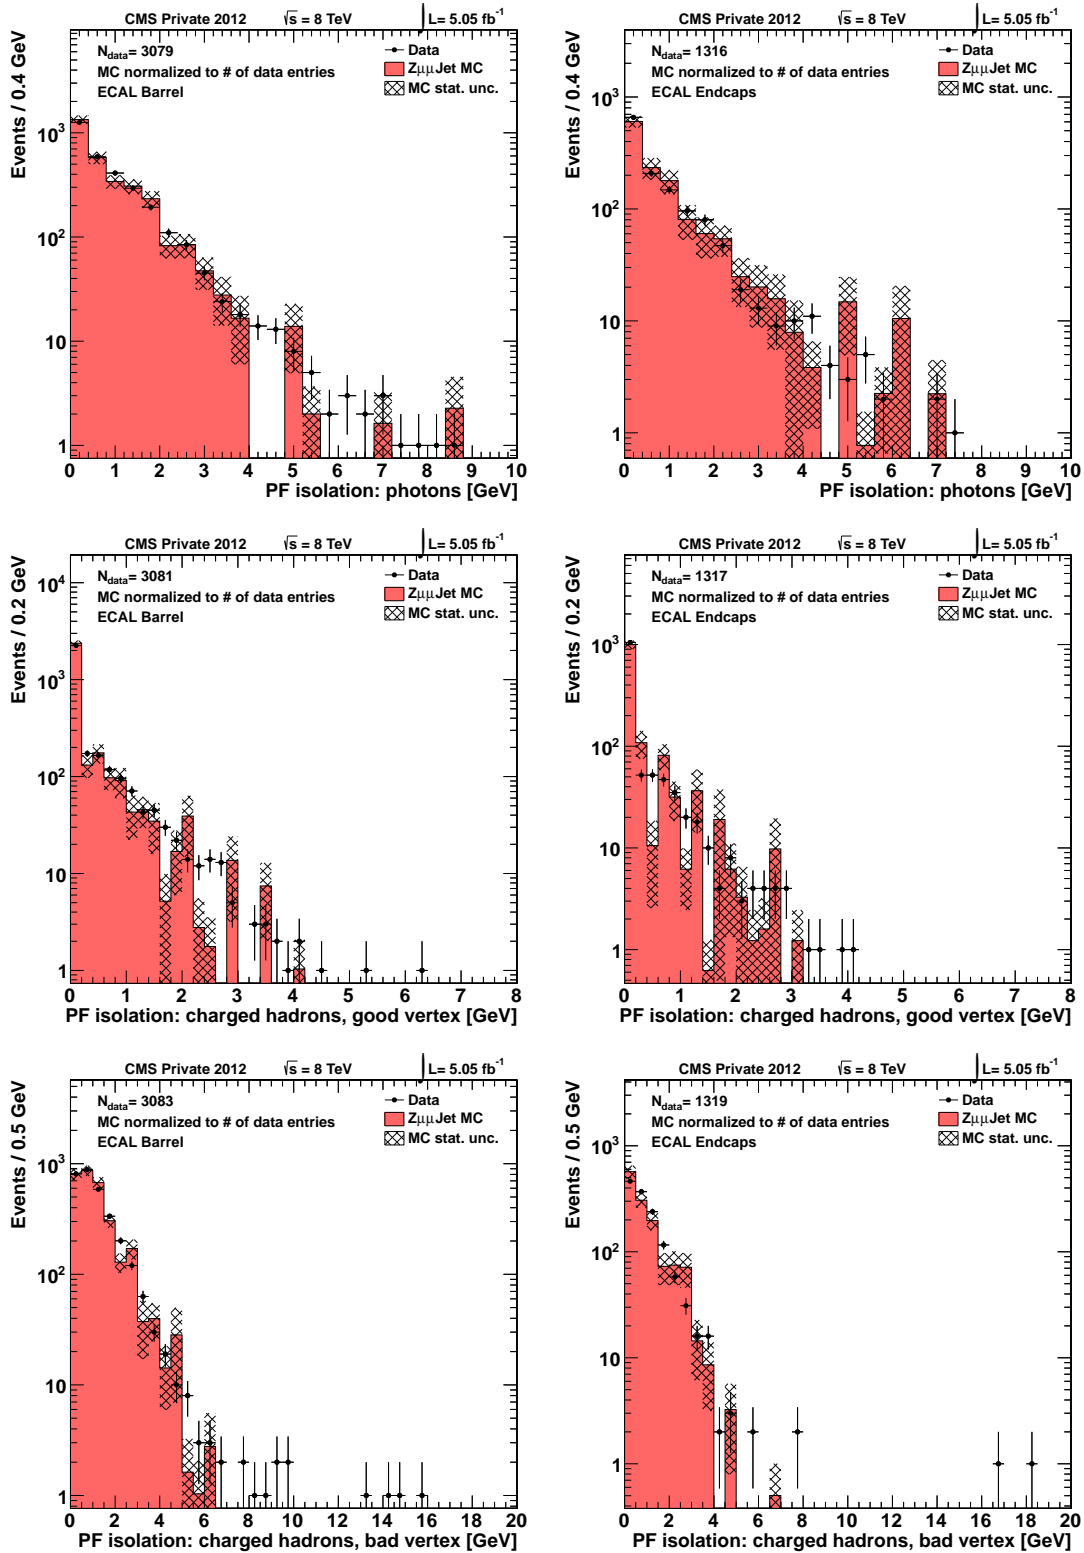 CMS Private 2012 √s = 8 TeV ∫L= 5.05 fb⁻¹
N_data= 3079
MC normalized to # of data entries
ECAL Barrel
Data
ZμμJet MC
MC stat. unc.
Events / 0.4 GeV
10³
10²
10
1
0 1 2 3 4 5 6 7 8 9 10
PF isolation: photons [GeV]
CMS Private 2012 √s = 8 TeV ∫L= 5.05 fb⁻¹
N_data= 1316
MC normalized to # of data entries
ECAL Endcaps
Data
ZμμJet MC
MC stat. unc.
Events / 0.4 GeV
10³
10²
10
1
0 1 2 3 4 5 6 7 8 9 10
PF isolation: photons [GeV]
CMS Private 2012 √s = 8 TeV ∫L= 5.05 fb⁻¹
N_data= 3081
MC normalized to # of data entries
ECAL Barrel
Data
ZμμJet MC
MC stat. unc.
Events / 0.2 GeV
10⁴
10³
10²
10
1
0 1 2 3 4 5 6 7 8
PF isolation: charged hadrons, good vertex [GeV]
CMS Private 2012 √s = 8 TeV ∫L= 5.05 fb⁻¹
N_data= 1317
MC normalized to # of data entries
ECAL Endcaps
Data
ZμμJet MC
MC stat. unc.
Events / 0.2 GeV
10³
10²
10
1
0 1 2 3 4 5 6 7 8
PF isolation: charged hadrons, good vertex [GeV]
CMS Private 2012 √s = 8 TeV ∫L= 5.05 fb⁻¹
N_data= 3083
MC normalized to # of data entries
ECAL Barrel
Data
ZμμJet MC
MC stat. unc.
Events / 0.5 GeV
10³
10²
10
1
0 2 4 6 8 10 12 14 16 18 20
PF isolation: charged hadrons, bad vertex [GeV]
CMS Private 2012 √s = 8 TeV ∫L= 5.05 fb⁻¹
N_data= 1319
MC normalized to # of data entries
ECAL Endcaps
Data
ZμμJet MC
MC stat. unc.
Events / 0.5 GeV
10³
10²
10
1
0 2 4 6 8 10 12 14 16 18 20
PF isolation: charged hadrons, bad vertex [GeV]